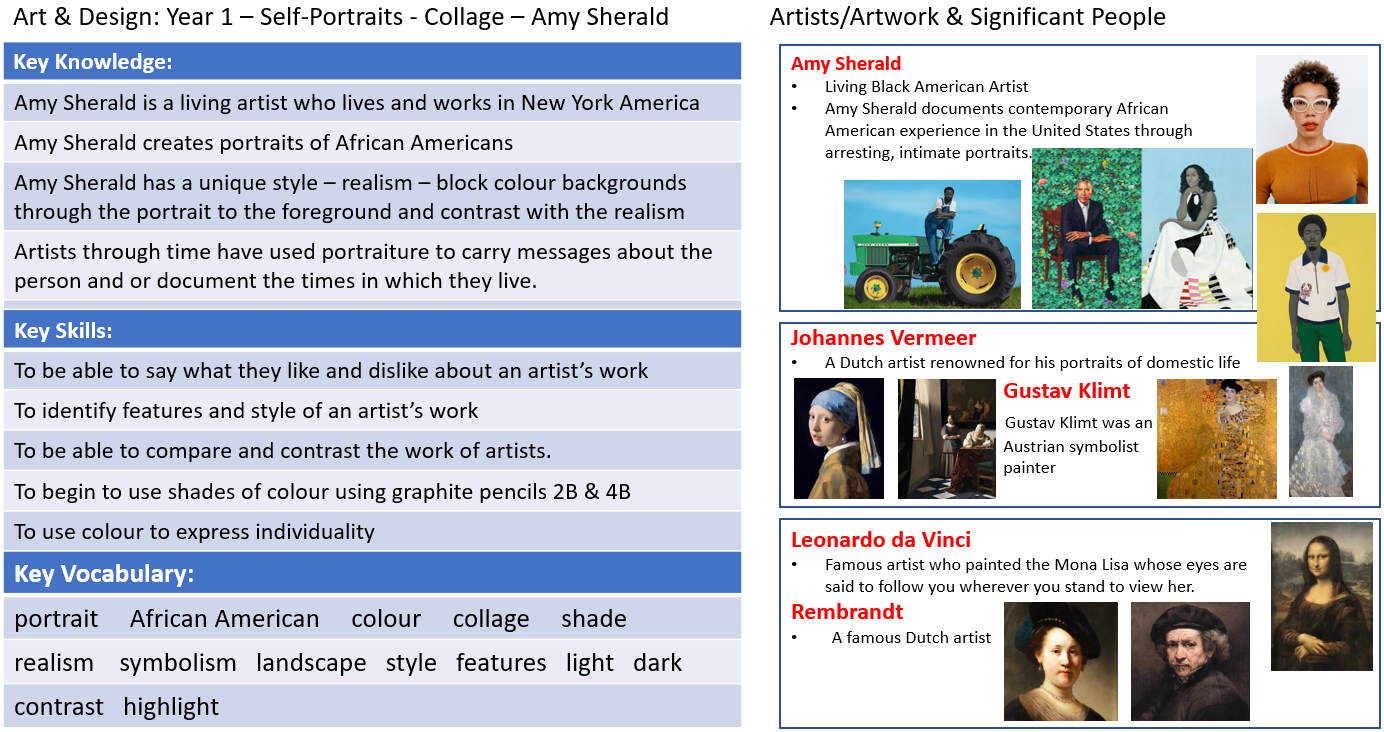 Art & Design: Year 1 – Self-Portraits - Collage – Amy Sherald
Key Knowledge:
Amy Sherald is a living artist who lives and works in New York America
Amy Sherald creates portraits of African Americans
Amy Sherald has a unique style – realism – block colour backgrounds
through the portrait to the foreground and contrast with the realism
Artists through time have used portraiture to carry messages about the
person and or document the times in which they live.
Key Skills:
To be able to say what they like and dislike about an artist’s work
To identify features and style of an artist’s work
To be able to compare and contrast the work of artists.
To begin to use shades of colour using graphite pencils 2B & 4B
To use colour to express individuality
Key Vocabulary:
portrait African American colour collage shade
realism symbolism landscape style features light dark
contrast highlight
Artists/Artwork & Significant People
Amy Sherald
• Living Black American Artist
• Amy Sherald documents contemporary African
American experience in the United States through
arresting, intimate portraits.
Johannes Vermeer
• A Dutch artist renowned for his portraits of domestic life
Gustav Klimt
Gustav Klimt was an
Austrian symbolist
painter
Leonardo da Vinci
• Famous artist who painted the Mona Lisa whose eyes are
said to follow you wherever you stand to view her.
Rembrandt
• A famous Dutch artist